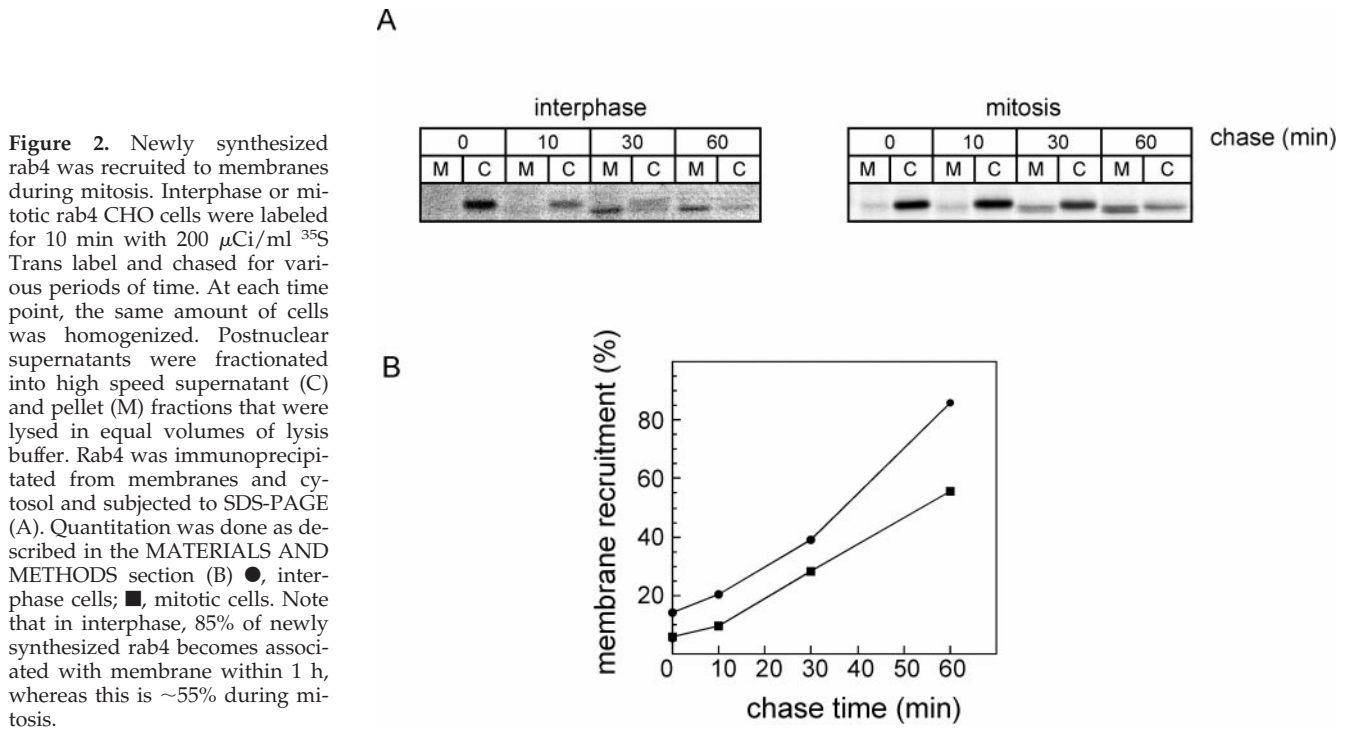 Figure 2. Newly synthesized
rab4 was recruited to membranes
during mitosis. Interphase or mi-
totic rab4 CHO cells were labeled
for 10 min with 200 μCi/ml ³⁵S
Trans label and chased for vari-
ous periods of time. At each time
point, the same amount of cells
was homogenized. Postnuclear
supernatants were fractionated
into high speed supernatant (C)
and pellet (M) fractions that were
lysed in equal volumes of lysis
buffer. Rab4 was immunoprecipi-
tated from membranes and cy-
tosol and subjected to SDS-PAGE
(A). Quantitation was done as de-
scribed in the MATERIALS AND
METHODS section (B) ●, inter-
phase cells; ■, mitotic cells. Note
that in interphase, 85% of newly
synthesized rab4 becomes associ-
ated with membrane within 1 h,
whereas this is ~55% during mi-
tosis.
A
interphase
0 10 30 60
M C M C M C M C
mitosis
0 10 30 60
M C M C M C M C
chase (min)
B
membrane recruitment (%)
80
60
40
20
0 10 20 30 40 50 60
chase time (min)